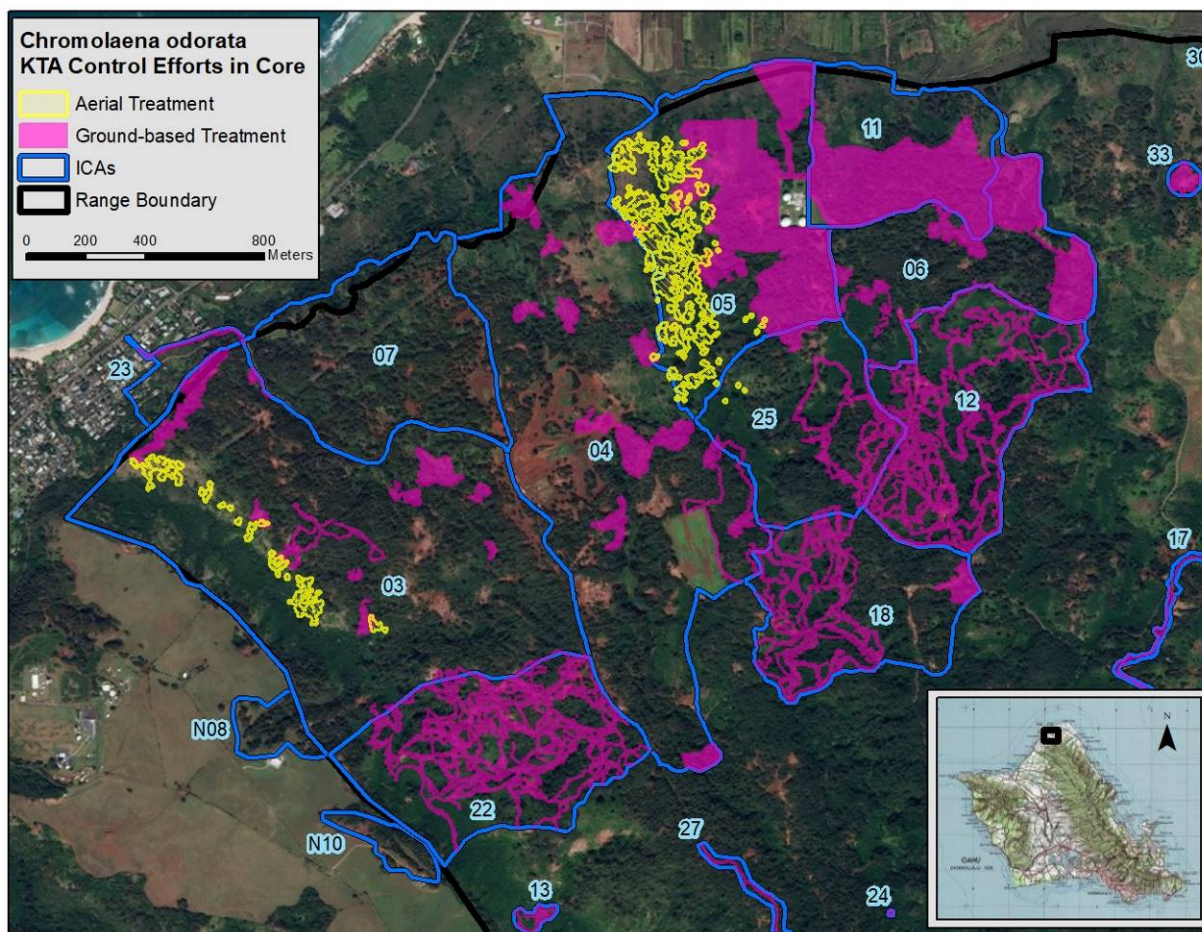 Chromolaena odorata
KTA Control Efforts in Core
Aerial Treatment
Ground-based Treatment
ICAs
Range Boundary
0 200 400 800
Meters
30
11
33
06
05
07
23
12
25
04
17
03
18
N08
22
N10
27
13
24
N
OAHU